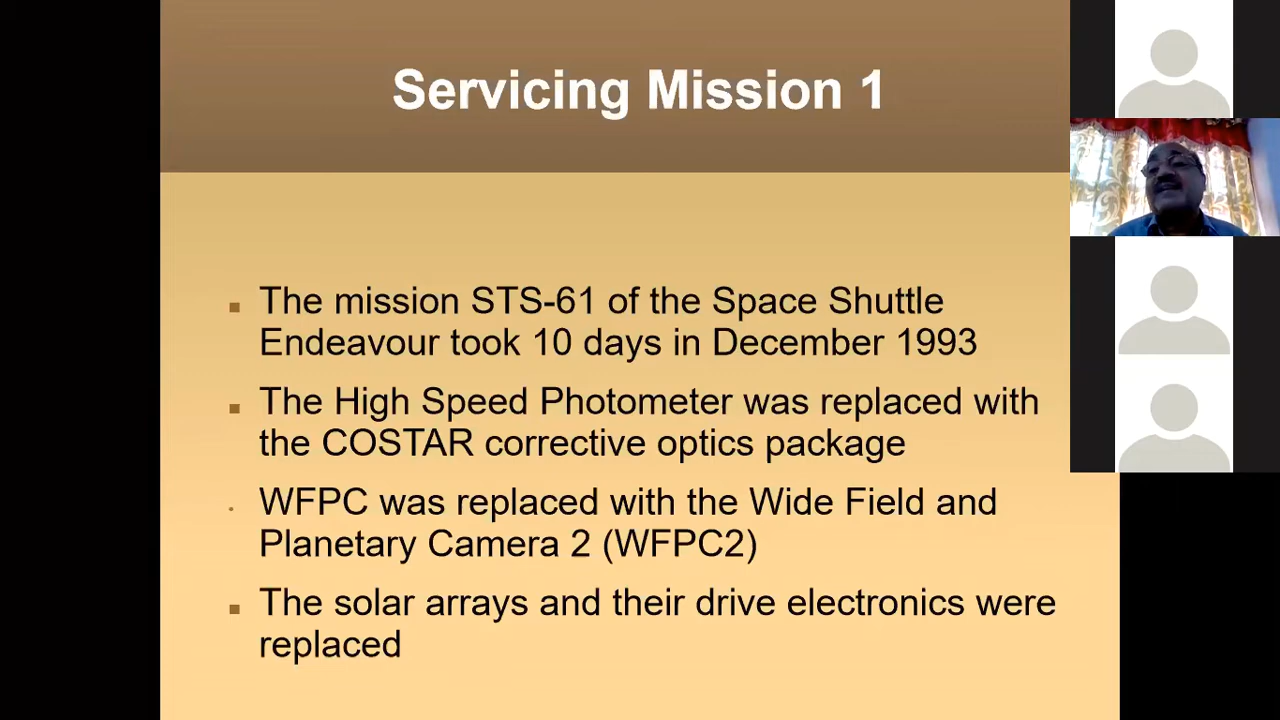 Servicing Mission 1
The mission STS-61 of the Space Shuttle
Endeavour took 10 days in December 1993
The High Speed Photometer was replaced with
the COSTAR corrective optics package
WFPC was replaced with the Wide Field and
Planetary Camera 2 (WFPC2)
The solar arrays and their drive electronics were
replaced